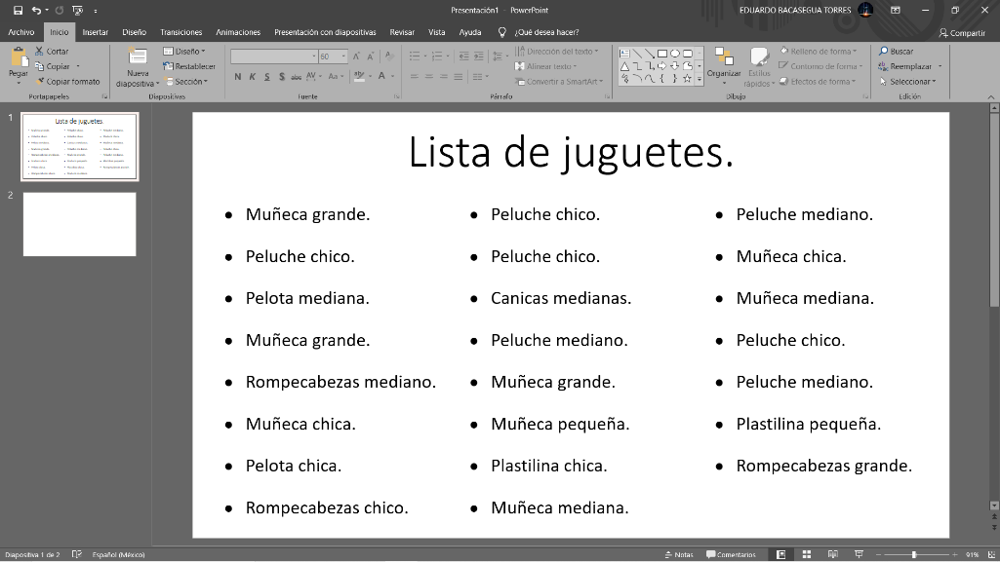 Presentación1 - PowerPoint
EDUARDO BACASEGUA TORRES
Archivo Inicio Insertar Diseño Transiciones Animaciones Presentación con diapositivas Revisar Vista Ayuda ¿Qué desea hacer? Compartir
Pegar
Cortar
Copiar
Copiar formato
Portapapeles
Nueva diapositiva
Diseño
Restablecer
Sección
Diapositivas
60
N K S S abc AV Aa A
Fuente
Dirección del texto
Alinear texto
Convertir a SmartArt
Párrafo
Organizar
Estilos rápidos
Relleno de forma
Contorno de forma
Efectos de forma
Dibujo
Buscar
Reemplazar
Seleccionar
Edición
1
Lista de juguetes.
2
Lista de juguetes.
• Muñeca grande.
• Peluche chico.
• Pelota mediana.
• Muñeca grande.
• Rompecabezas mediano.
• Muñeca chica.
• Pelota chica.
• Rompecabezas chico.
• Peluche chico.
• Peluche chico.
• Canicas medianas.
• Peluche mediano.
• Muñeca grande.
• Muñeca pequeña.
• Plastilina chica.
• Muñeca mediana.
• Peluche mediano.
• Muñeca chica.
• Muñeca mediana.
• Peluche chico.
• Peluche mediano.
• Plastilina pequeña.
• Rompecabezas grande.
Diapositiva 1 de 2 Español (México) Notas Comentarios 91%